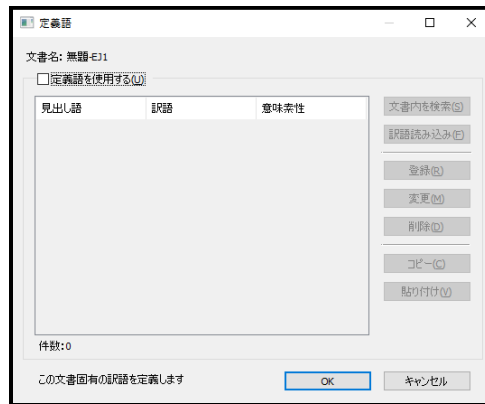 定義語
文書名: 無題-EJ1
定義語を使用する(U)
見出し語 訳語 意味素性
文書内を検索(S)
訳語読み込み(F)
登録(R)
変更(M)
削除(D)
コピー(C)
貼り付け(V)
件数:0
この文書固有の訳語を定義します
OK
キャンセル